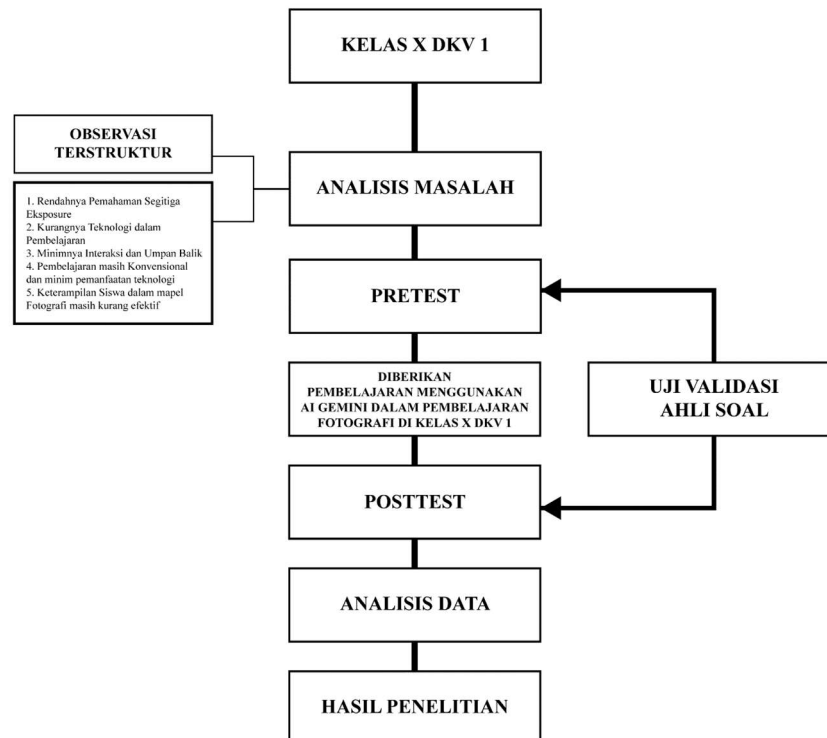 KELAS X DKV 1
OBSERVASI
TERSTRUKTUR
ANALISIS MASALAH
1. Rendahnya Pemahaman Segitiga
Eksposure
2. Kurangnya Teknologi dalam
Pembelajaran
3. Minimnya Interaksi dan Umpan Balik
4. Pembelajaran masih Konvensional
dan minim pemanfaatan teknologi
5. Keterampilan Siswa dalam mapel
Fotografi masih kurang efektif
PRETEST
DIBERIKAN
PEMBELAJARAN MENGGUNAKAN
AI GEMINI DALAM PEMBELAJARAN
FOTOGRAFI DI KELAS X DKV 1
UJI VALIDASI
AHLI SOAL
POSTTEST
ANALISIS DATA
HASIL PENELITIAN